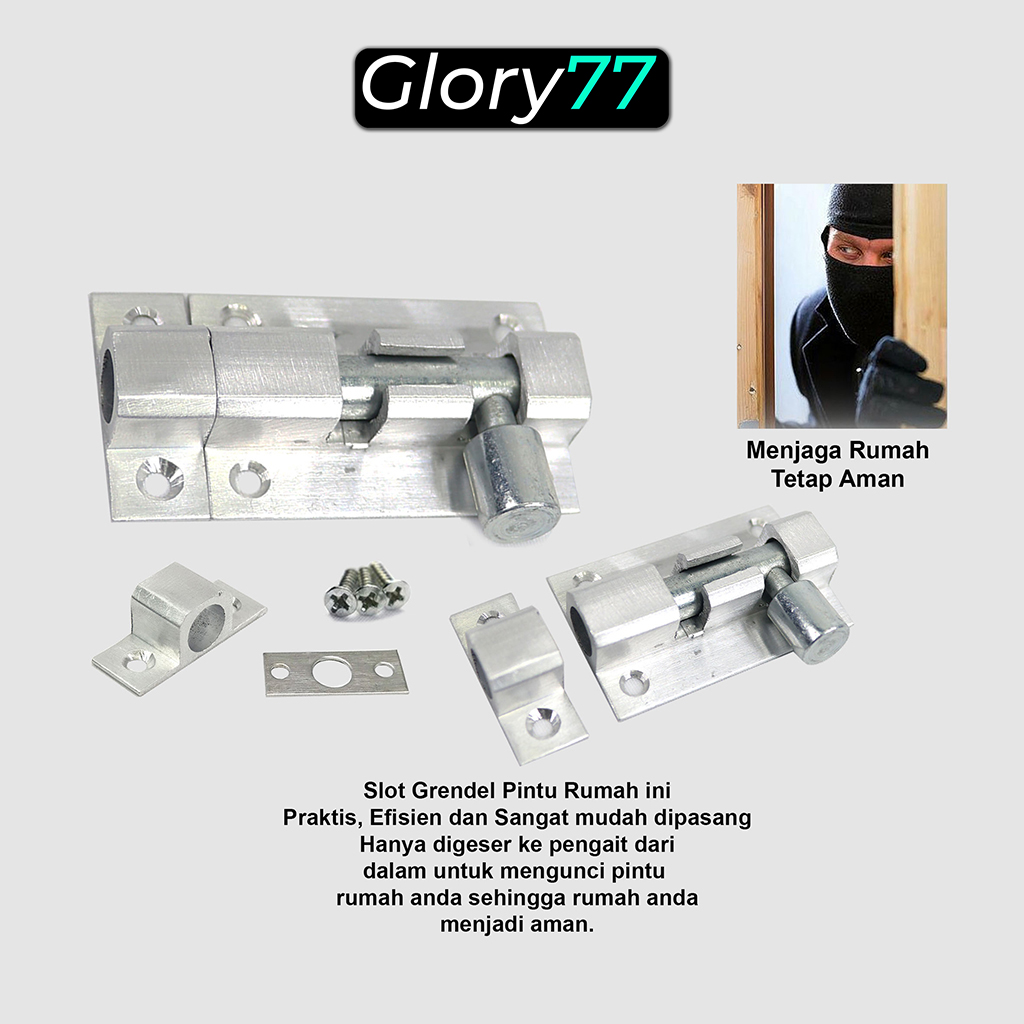 Glory77
Menjaga Rumah
Tetap Aman
Slot Grendel Pintu Rumah ini
Praktis, Efisien dan Sangat mudah dipasang
Hanya digeser ke pengait dari
dalam untuk mengunci pintu
rumah anda sehingga rumah anda
menjadi aman.